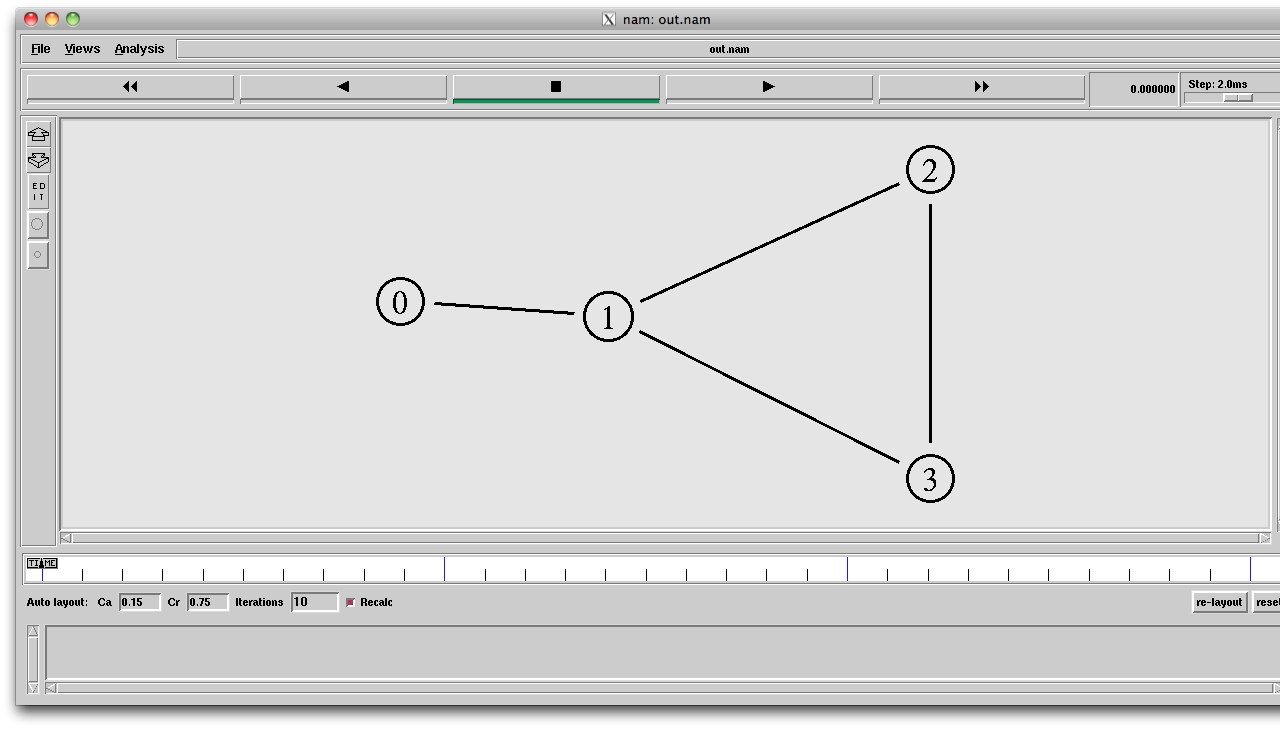 nam: out.nam
File Views Analysis out.nam
0.000000 Step: 2.0ms
E D
I T
2
0
1
3
TIME
Auto layout: Ca 0.15 Cr 0.75 Iterations 10 Recalc re-layout reset